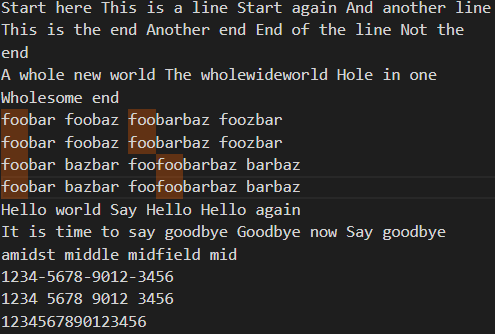 Start here This is a line Start again And another line
This is the end Another end End of the line Not the
end
A whole new world The wholewideworld Hole in one
Wholesome end
foobar foobaz foobarbaz foozbar
foobar foobaz foobarbaz foozbar
foobar bazbar foofoobarbaz barbaz
foobar bazbar foofoobarbaz barbaz
Hello world Say Hello Hello again
It is time to say goodbye Goodbye now Say goodbye
amidst middle midfield mid
1234-5678-9012-3456
1234 5678 9012 3456
1234567890123456